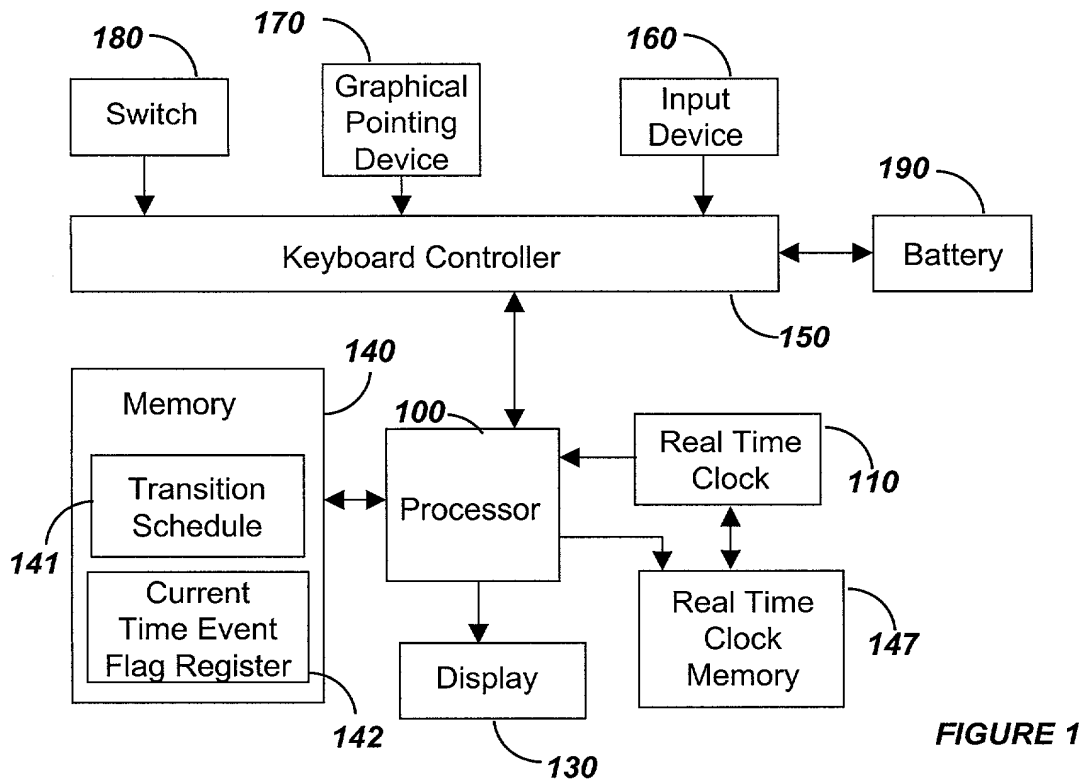 180
170
160
Switch
Graphical
Pointing
Device
Input
Device
190
Keyboard Controller
Battery
150
140
Memory
100
Real Time
Clock
110
Transition
Schedule
141
Processor
Current
Time Event
Flag Register
142
Real Time
Clock
Memory
147
Display
130
FIGURE 1